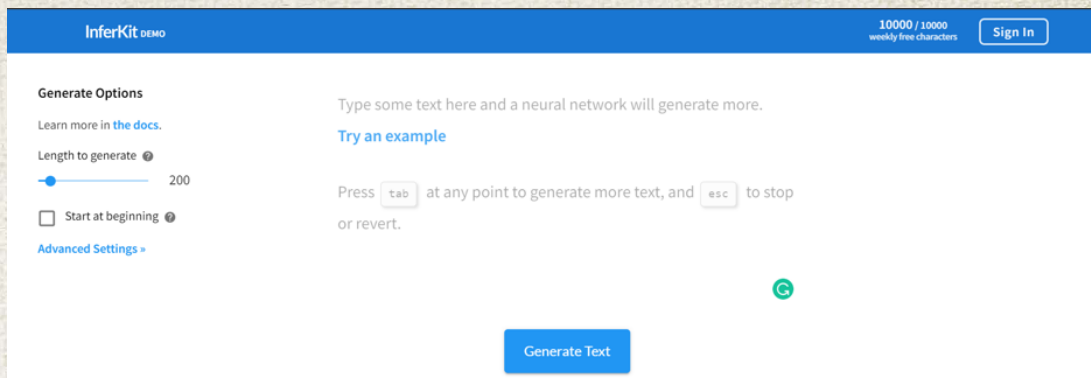 InferKit DEMO
10000 / 10000
weekly free characters
Sign In
Generate Options
Learn more in the docs.
Length to generate ?
200
Start at beginning ?
Advanced Settings »
Type some text here and a neural network will generate more.
Try an example
Press tab at any point to generate more text, and esc to stop
or revert.
Generate Text